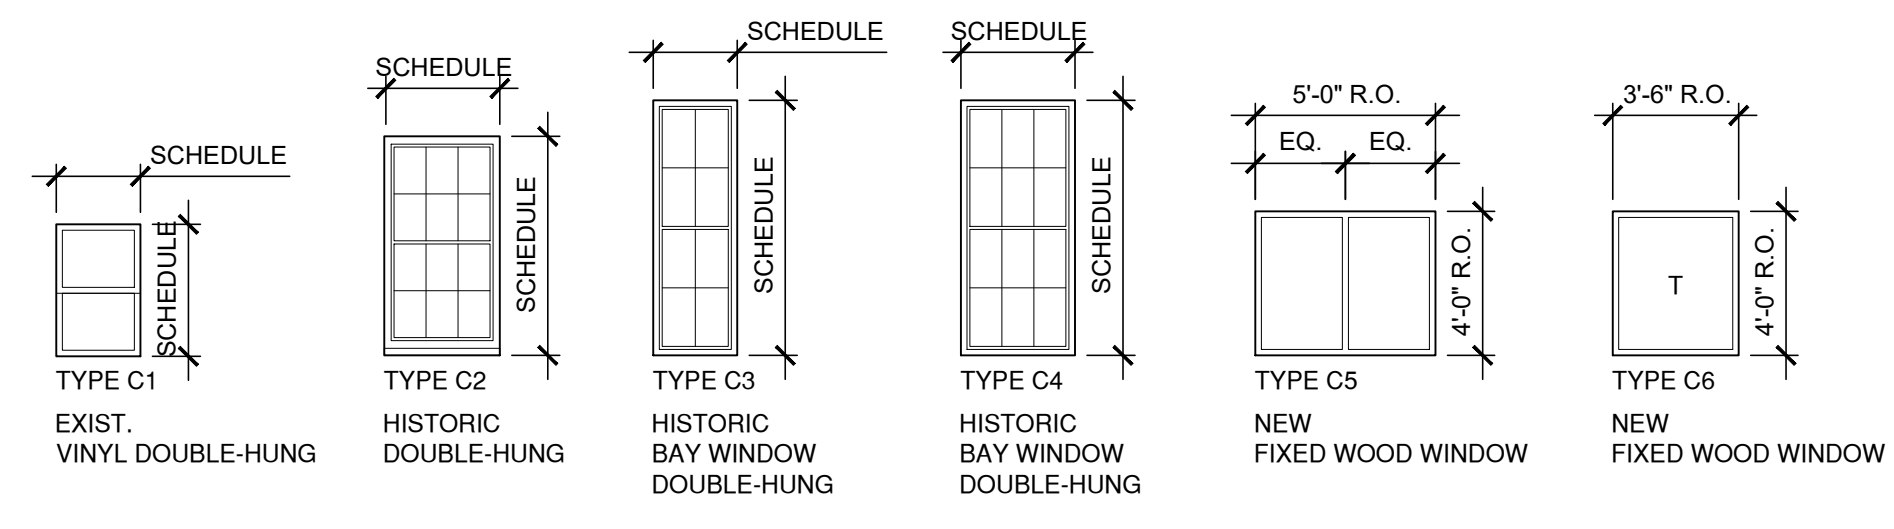 SCHEDULE
SCHEDULE
TYPE C1
EXIST.
VINYL DOUBLE-HUNG
SCHEDULE
SCHEDULE
TYPE C2
HISTORIC
DOUBLE-HUNG
SCHEDULE
SCHEDULE
TYPE C3
HISTORIC
BAY WINDOW
DOUBLE-HUNG
SCHEDULE
SCHEDULE
TYPE C4
HISTORIC
BAY WINDOW
DOUBLE-HUNG
5'-0" R.O.
EQ. EQ.
4'-0" R.O.
TYPE C5
NEW
FIXED WOOD WINDOW
3'-6" R.O.
T
4'-0" R.O.
TYPE C6
NEW
FIXED WOOD WINDOW